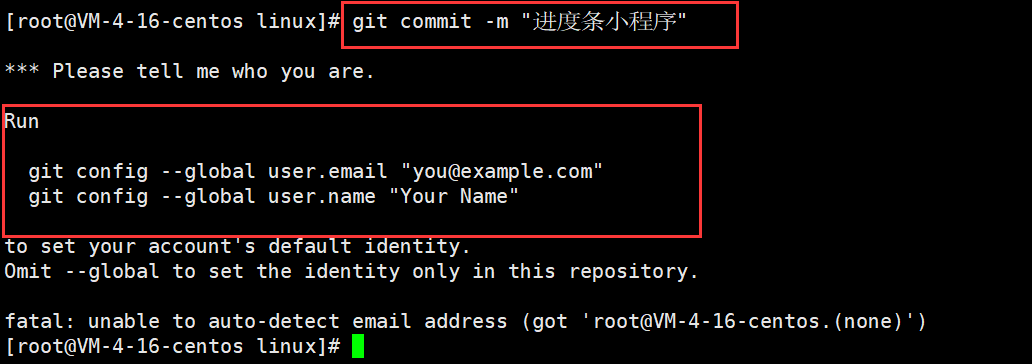 [root@VM-4-16-centos linux]# git commit -m "进度条小程序"
*** Please tell me who you are.
Run
git config --global user.email "you@example.com"
git config --global user.name "Your Name"
to set your account's default identity.
Omit --global to set the identity only in this repository.
fatal: unable to auto-detect email address (got 'root@VM-4-16-centos.(none)')
[root@VM-4-16-centos linux]#